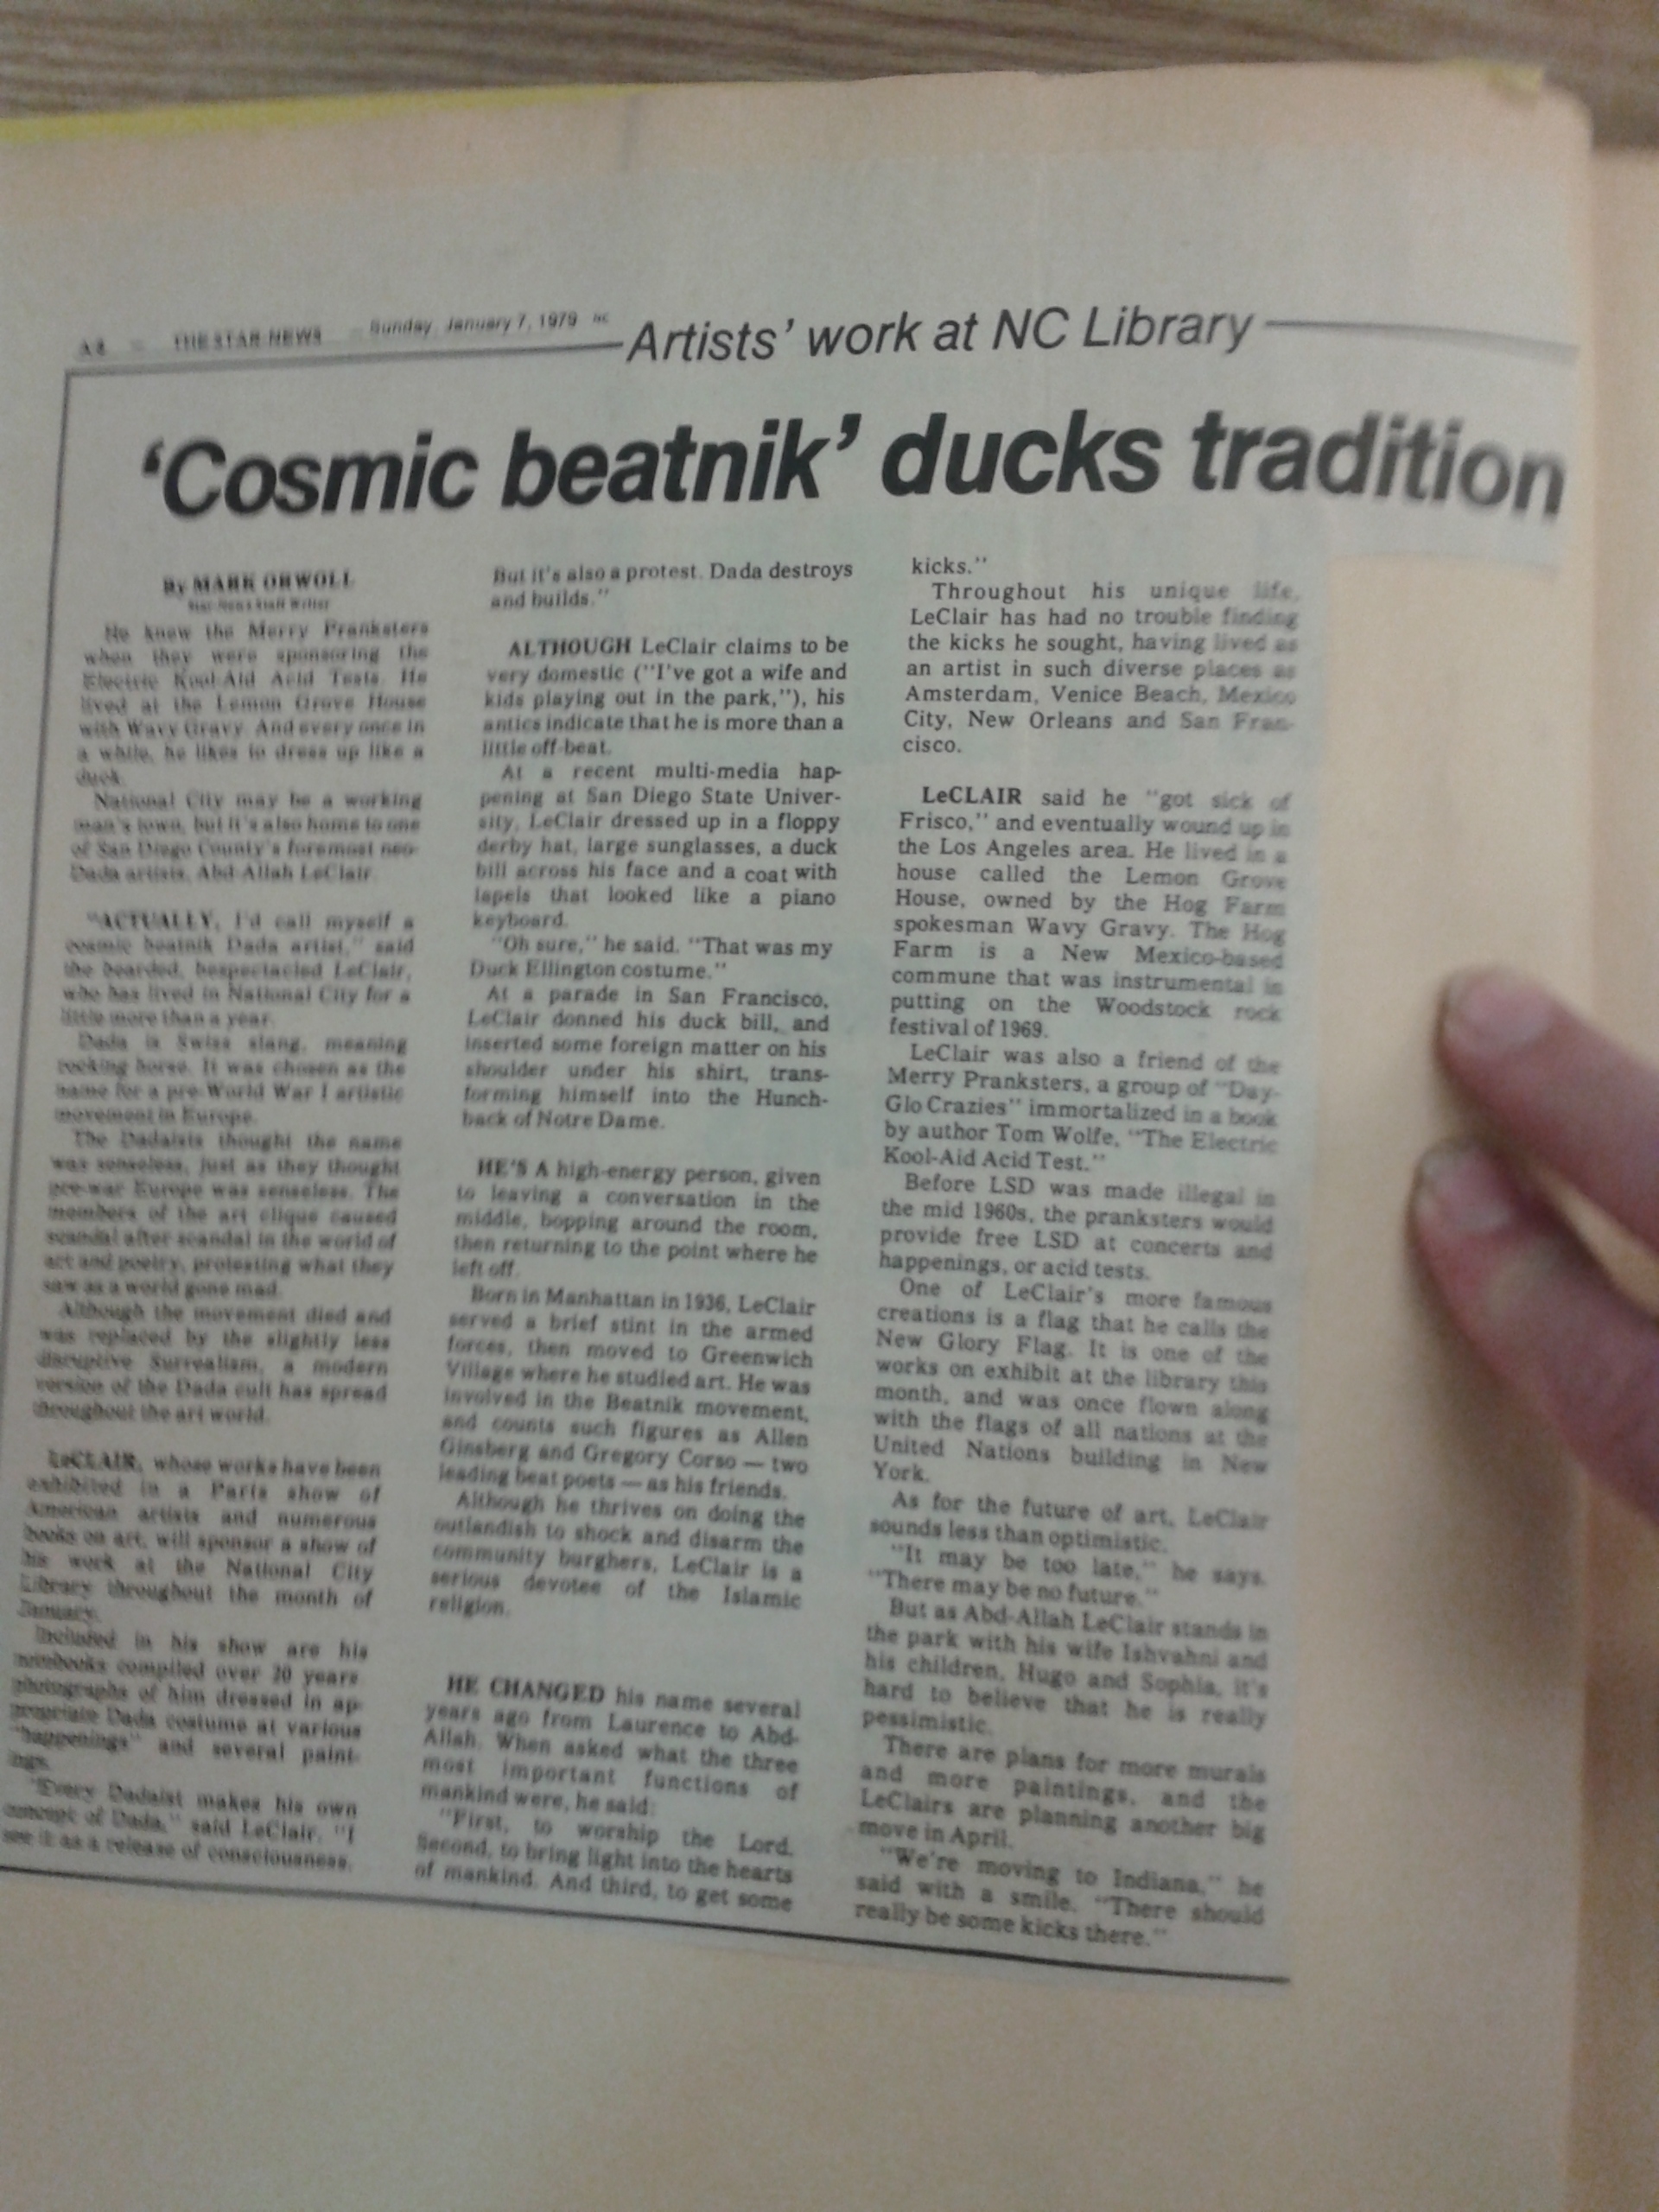 A8 THE STAR-NEWS Sunday, January 7, 1979 NC
Artists' work at NC Library
'Cosmic beatnik' ducks tradition
By MARK ORWOLL
Star-News Staff Writer
He knew the Merry Pranksters
when they were sponsoring the
Electric Kool-Aid Acid Tests. He
lived at the Lemon Grove House
with Wavy Gravy. And every once in
a while, he likes to dress up like a
duck.
National City may be a working
man's town, but it's also home to one
of San Diego County's foremost neo-
Dada artists, Abd-Allah LeClair.
"ACTUALLY, I'd call myself a
cosmic beatnik Dada artist," said
the bearded, bespectacled LeClair,
who has lived in National City for a
little more than a year.
Dada is Swiss slang, meaning
rocking horse. It was chosen as the
name for a pre-World War I artistic
movement in Europe.
The Dadaists thought the name
was senseless, just as they thought
pre-war Europe was senseless. The
members of the art clique caused
scandal after scandal in the world of
art and poetry, protesting what they
saw as a world gone mad.
Although the movement died and
was replaced by the slightly less
disruptive Surrealism, a modern
version of the Dada cult has spread
throughout the art world.
LeCLAIR, whose works have been
exhibited in a Paris show of
American artists and numerous
books on art, will sponsor a show of
his work at the National City
Library throughout the month of
January.
Included in his show are his
notebooks compiled over 20 years
photographs of him dressed in ap-
propriate Dada costume at various
"happenings" and several paint-
ings.
"Every Dadaist makes his own
concept of Dada," said LeClair. "I
see it as a release of consciousness.
But it's also a protest. Dada destroys
and builds."
ALTHOUGH LeClair claims to be
very domestic ("I've got a wife and
kids playing out in the park,"), his
antics indicate that he is more than a
little off-beat.
At a recent multi-media hap-
pening at San Diego State Univer-
sity, LeClair dressed up in a floppy
derby hat, large sunglasses, a duck
bill across his face and a coat with
lapels that looked like a piano
keyboard.
"Oh sure," he said. "That was my
Duck Ellington costume."
At a parade in San Francisco,
LeClair donned his duck bill, and
inserted some foreign matter on his
shoulder under his shirt, trans-
forming himself into the Hunch-
back of Notre Dame.
HE'S A high-energy person, given
to leaving a conversation in the
middle, bopping around the room,
then returning to the point where he
left off.
Born in Manhattan in 1936, LeClair
served a brief stint in the armed
forces, then moved to Greenwich
Village where he studied art. He was
involved in the Beatnik movement,
and counts such figures as Allen
Ginsberg and Gregory Corso — two
leading beat poets — as his friends.
Although he thrives on doing the
outlandish to shock and disarm the
community burghers, LeClair is a
serious devotee of the Islamic
religion.
HE CHANGED his name several
years ago from Laurence to Abd-
Allah. When asked what the three
most important functions of
mankind were, he said:
"First, to worship the Lord.
Second, to bring light into the hearts
of mankind. And third, to get some
kicks."
Throughout his unique life,
LeClair has had no trouble finding
the kicks he sought, having lived as
an artist in such diverse places as
Amsterdam, Venice Beach, Mexico
City, New Orleans and San Fran-
cisco.
LeCLAIR said he "got sick of
Frisco," and eventually wound up in
the Los Angeles area. He lived in a
house called the Lemon Grove
House, owned by the Hog Farm
spokesman Wavy Gravy. The Hog
Farm is a New Mexico-based
commune that was instrumental in
putting on the Woodstock rock
festival of 1969.
LeClair was also a friend of the
Merry Pranksters, a group of "Day-
Glo Crazies" immortalized in a book
by author Tom Wolfe, "The Electric
Kool-Aid Acid Test."
Before LSD was made illegal in
the mid 1960s, the pranksters would
provide free LSD at concerts and
happenings, or acid tests.
One of LeClair's more famous
creations is a flag that he calls the
New Glory Flag. It is one of the
works on exhibit at the library this
month, and was once flown along
with the flags of all nations at the
United Nations building in New
York.
As for the future of art, LeClair
sounds less than optimistic.
"It may be too late," he says.
"There may be no future."
But as Abd-Allah LeClair stands in
the park with his wife Ishvahni and
his children, Hugo and Sophia, it's
hard to believe that he is really
pessimistic.
There are plans for more murals
and more paintings, and the
LeClairs are planning another big
move in April.
"We're moving to Indiana," he
said with a smile. "There should
really be some kicks there."